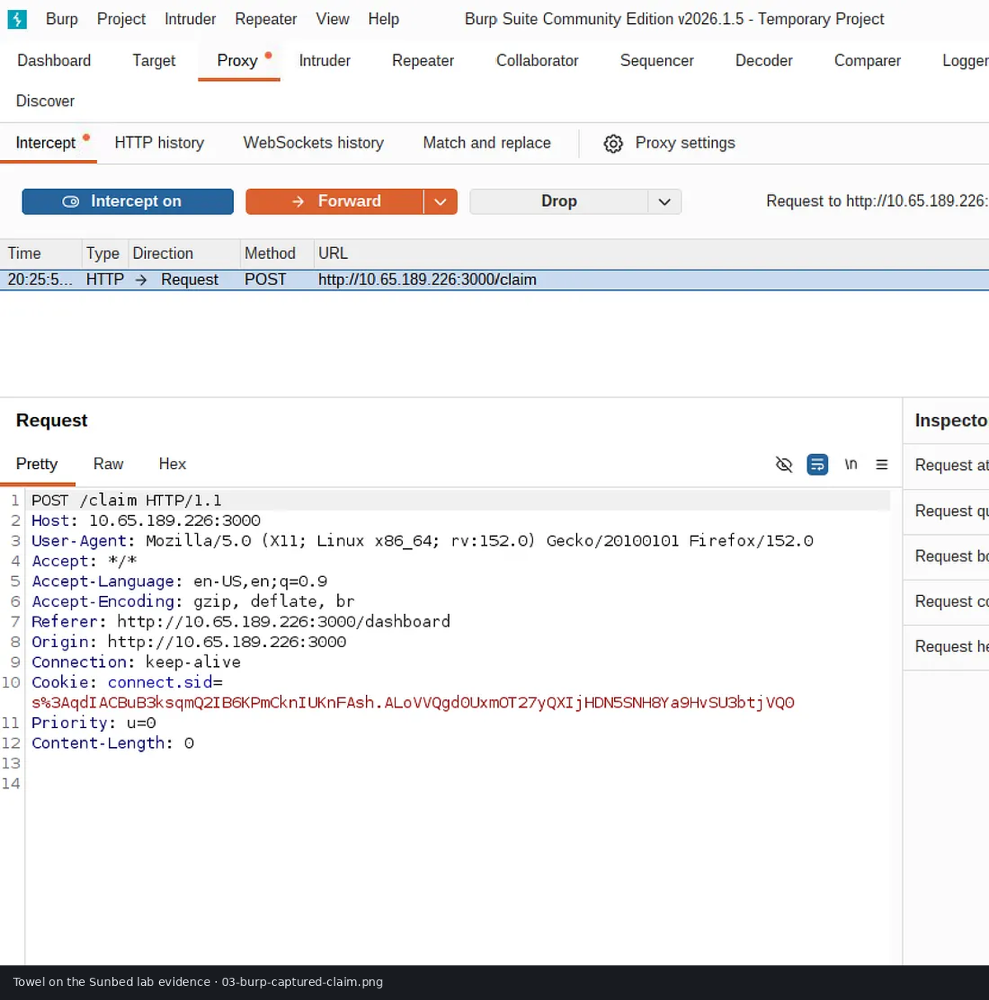 Burp Project Intruder Repeater View Help Burp Suite Community Edition v2026.1.5 - Temporary Project
Dashboard Target Proxy Intruder Repeater Collaborator Sequencer Decoder Comparer Logger
Discover
Intercept HTTP history WebSockets history Match and replace Proxy settings
Intercept on Forward Drop Request to http://10.65.189.226:
Time Type Direction Method URL
20:25:5... HTTP → Request POST http://10.65.189.226:3000/claim
Request
Inspecto
Pretty Raw Hex \n
Request at
Request qu
Request bo
Request co
Request he
1 POST /claim HTTP/1.1
2 Host: 10.65.189.226:3000
3 User-Agent: Mozilla/5.0 (X11; Linux x86_64; rv:152.0) Gecko/20100101 Firefox/152.0
4 Accept: */*
5 Accept-Language: en-US,en;q=0.9
6 Accept-Encoding: gzip, deflate, br
7 Referer: http://10.65.189.226:3000/dashboard
8 Origin: http://10.65.189.226:3000
9 Connection: keep-alive
10 Cookie: connect.sid=
s%3AqdIACBuB3ksqmQ2IB6KPmCknIUKnFAsh.ALoVVQgd0UxmOT27yQXIjHDN5SNH8Ya9HvSU3btjVQ0
11 Priority: u=0
12 Content-Length: 0
13
14
Towel on the Sunbed lab evidence · 03-burp-captured-claim.png